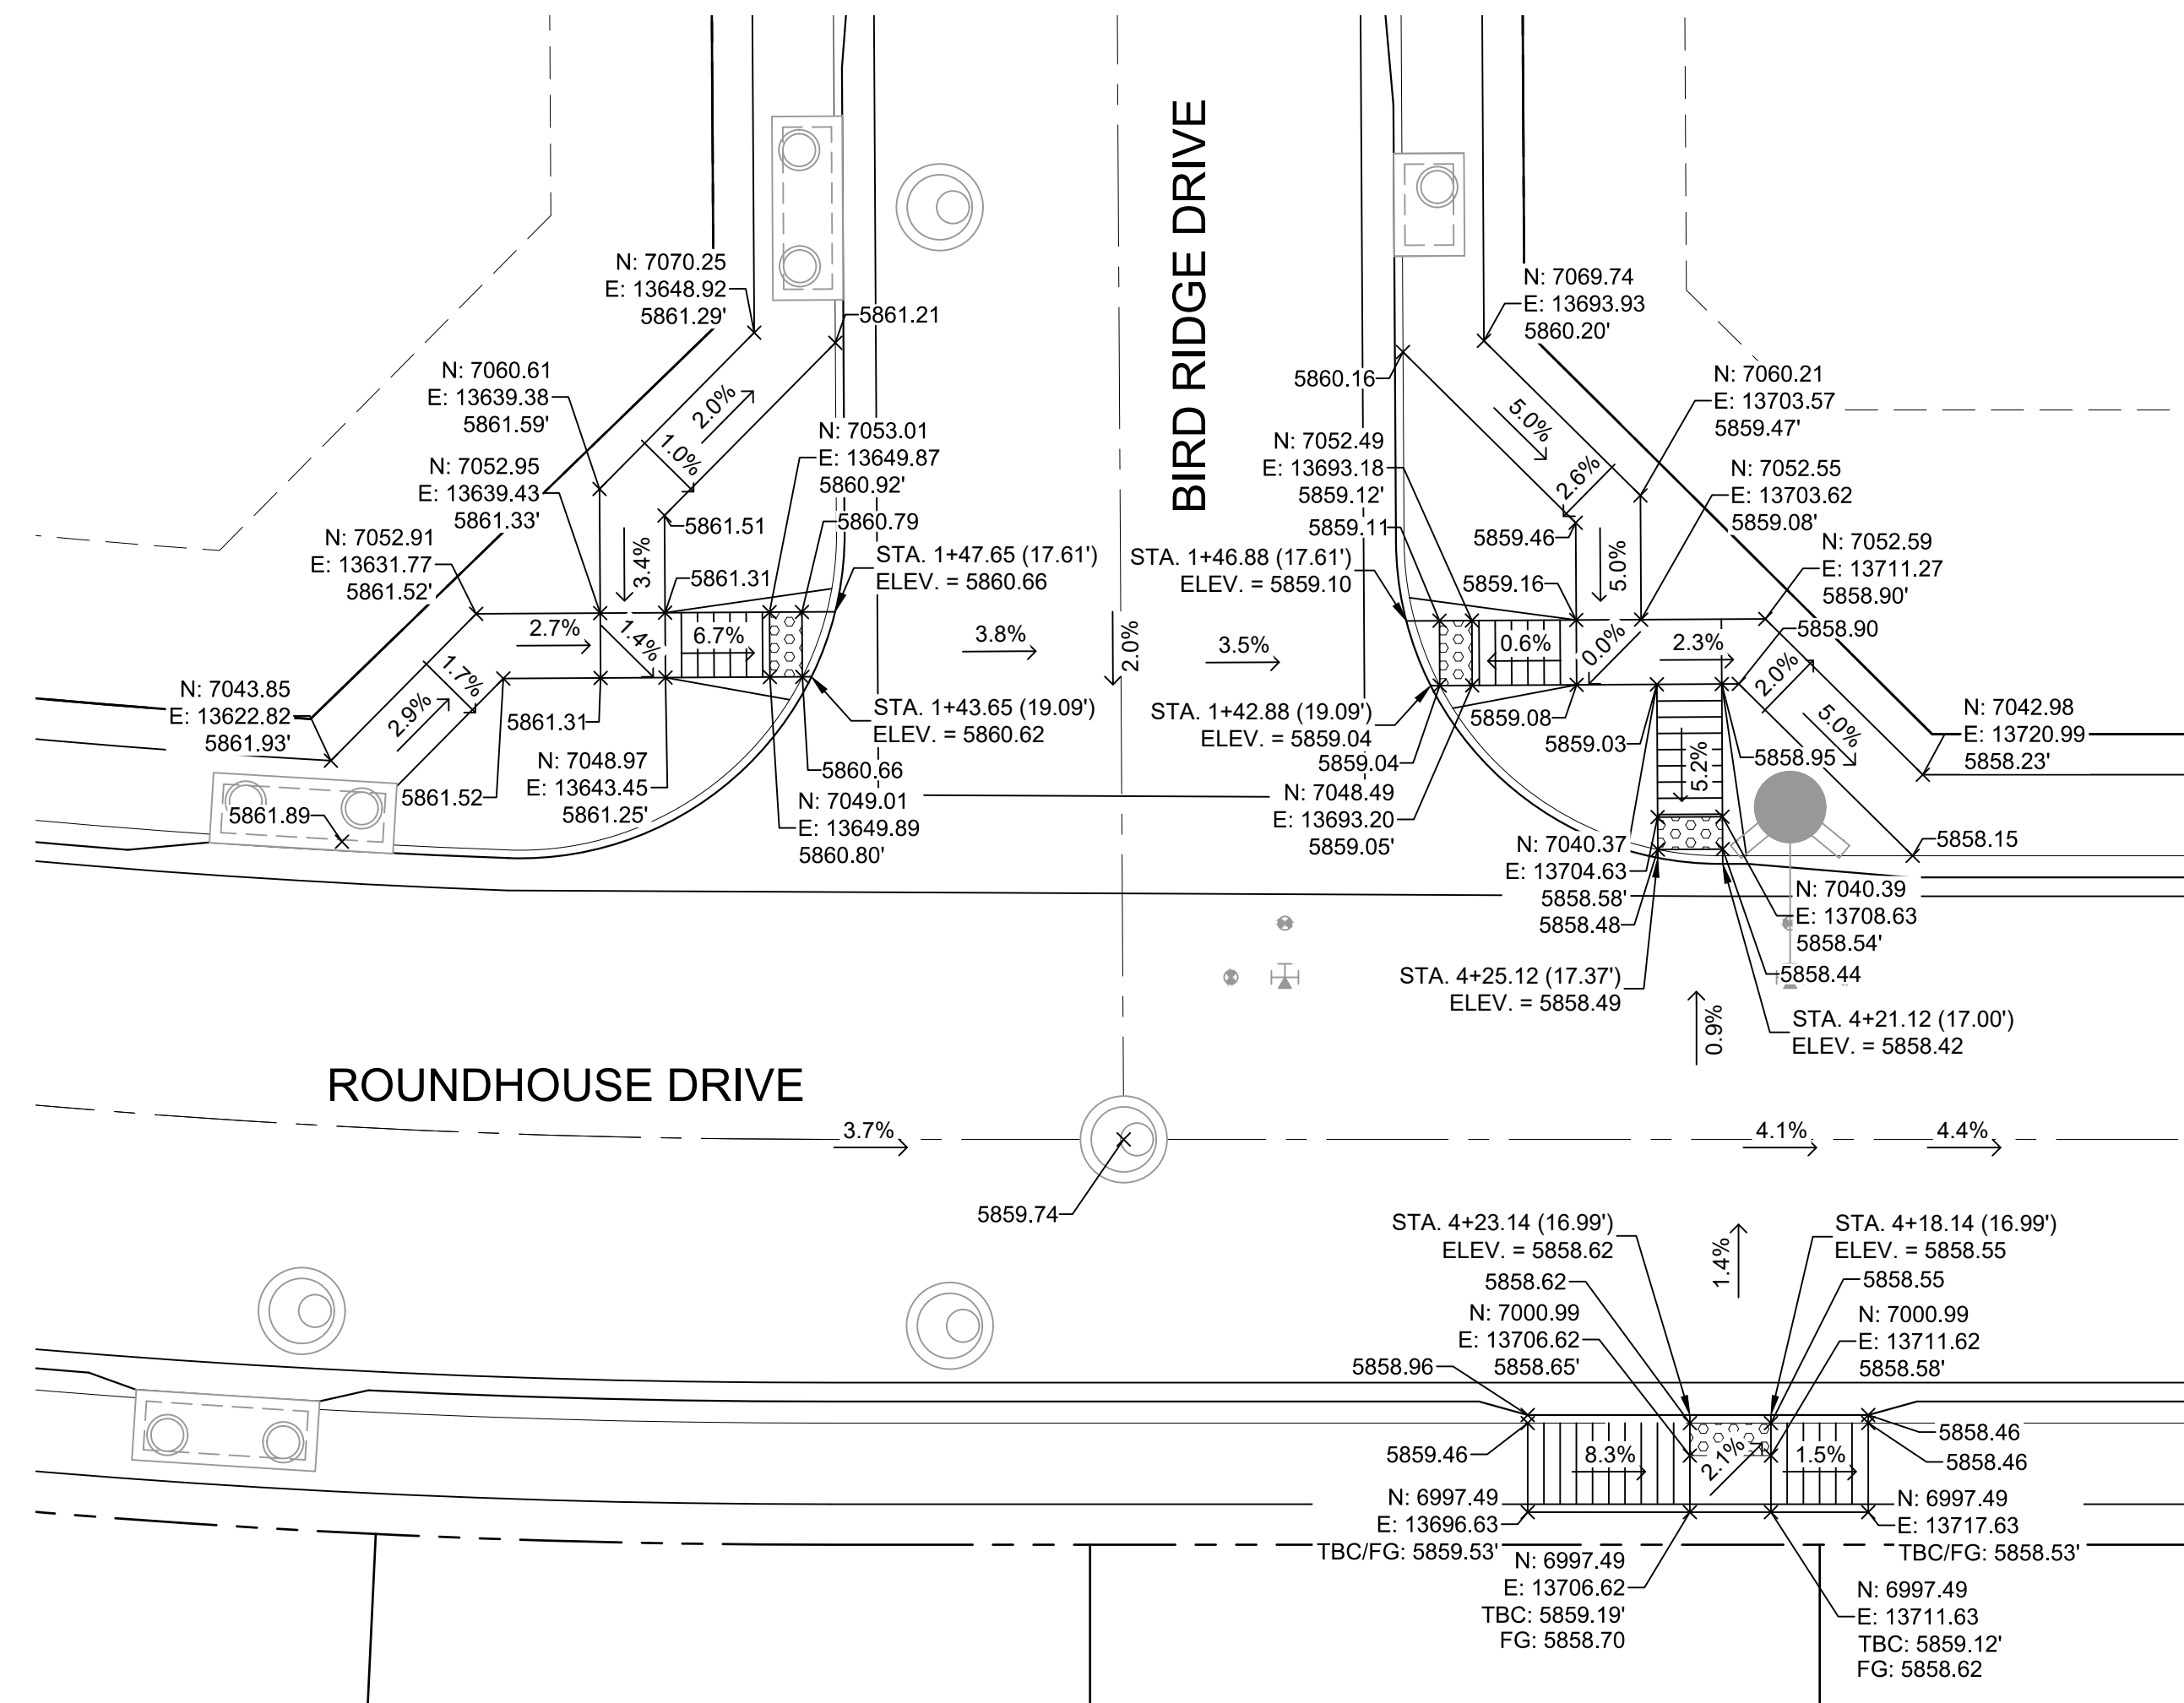 N: 7070.25
E: 13648.92
5861.29'
5861.21
N: 7060.61
E: 13639.38
5861.59'
2.0%
1.0%
N: 7053.01
E: 13649.87
5860.92'
N: 7052.95
E: 13639.43
5861.33'
5861.51
5860.79
N: 7052.91
E: 13631.77
5861.52'
3.4%
5861.31
STA. 1+47.65 (17.61')
ELEV. = 5860.66
2.7%
1.4%
6.7%
1.7%
2.9%
N: 7043.85
E: 13622.82
5861.93'
5861.31
STA. 1+43.65 (19.09')
ELEV. = 5860.62
5861.52
N: 7048.97
E: 13643.45
5861.25'
5860.66
N: 7049.01
E: 13649.89
5860.80'
5861.89
3.8%
2.0%
3.5%
BIRD RIDGE DRIVE
N: 7069.74
E: 13693.93
5860.20'
5860.16
N: 7060.21
E: 13703.57
5859.47'
5.0%
2.6%
N: 7052.49
E: 13693.18
5859.12'
5859.11
N: 7052.55
E: 13703.62
5859.08'
5859.46
STA. 1+46.88 (17.61')
ELEV. = 5859.10
5859.16
5.0%
N: 7052.59
E: 13711.27
5858.90'
5858.90
0.6%
0.0%
2.3%
2.0%
5.0%
STA. 1+42.88 (19.09')
ELEV. = 5859.04
5859.08
5859.04
5859.03
5858.95
5.2%
N: 7042.98
E: 13720.99
5858.23'
N: 7048.49
E: 13693.20
5859.05'
5858.15
N: 7040.37
E: 13704.63
5858.58'
5858.48
N: 7040.39
E: 13708.63
5858.54'
5858.44
STA. 4+25.12 (17.37')
ELEV. = 5858.49
STA. 4+21.12 (17.00')
ELEV. = 5858.42
0.9%
ROUNDHOUSE DRIVE
3.7%
4.1%
4.4%
5859.74
STA. 4+23.14 (16.99')
ELEV. = 5858.62
1.4%
STA. 4+18.14 (16.99')
ELEV. = 5858.55
5858.62
5858.55
N: 7000.99
E: 13706.62
5858.65'
N: 7000.99
E: 13711.62
5858.58'
5858.96
5858.46
5859.46
8.3%
2.1%
1.5%
5858.46
N: 6997.49
E: 13696.63
TBC/FG: 5859.53'
N: 6997.49
E: 13717.63
TBC/FG: 5858.53'
N: 6997.49
E: 13706.62
TBC: 5859.19'
FG: 5858.70
N: 6997.49
E: 13711.63
TBC: 5859.12'
FG: 5858.62